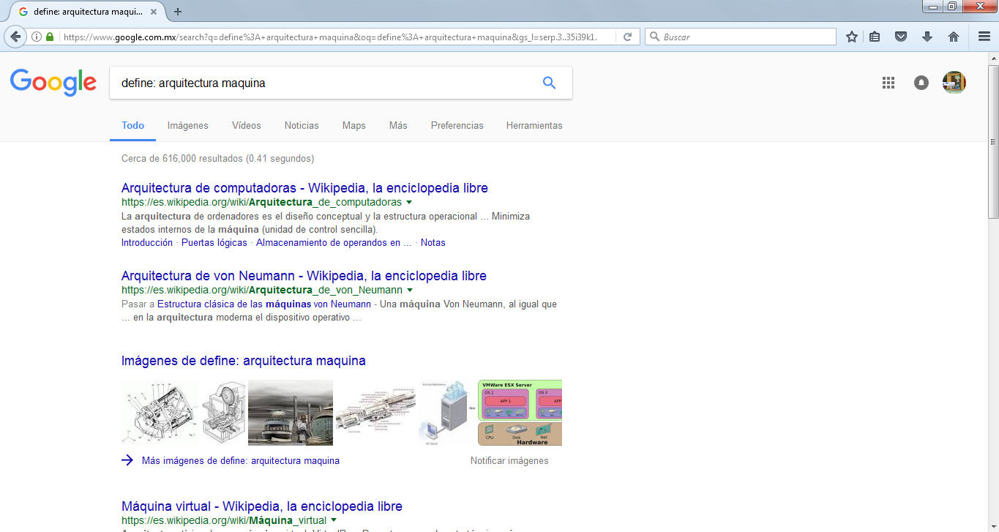 define: arquitectura maqui...
https://www.google.com.mx/search?q=define%3A+arquitectura+maquina&oq=define%3A+arquitectura+maquina&gs_l=serp.3..35i39k1.
Buscar
Google
define: arquitectura maquina
Todo Imágenes Vídeos Noticias Maps Más Preferencias Herramientas
Cerca de 616,000 resultados (0.41 segundos)
Arquitectura de computadoras - Wikipedia, la enciclopedia libre
https://es.wikipedia.org/wiki/Arquitectura_de_computadoras
La arquitectura de ordenadores es el diseño conceptual y la estructura operacional ... Minimiza
estados internos de la máquina (unidad de control sencilla).
Introducción · Puertas lógicas · Almacenamiento de operandos en ... · Notas
Arquitectura de von Neumann - Wikipedia, la enciclopedia libre
https://es.wikipedia.org/wiki/Arquitectura_de_von_Neumann
Pasar a Estructura clásica de las máquinas von Neumann - Una máquina Von Neumann, al igual que
... en la arquitectura moderna el dispositivo operativo ...
Imágenes de define: arquitectura maquina
VMWare ESX Server
OS 1 OS 2
APP 1 APP
CPU Disk Net
Hardware
Más imágenes de define: arquitectura maquina
Notificar imágenes
Máquina virtual - Wikipedia, la enciclopedia libre
https://es.wikipedia.org/wiki/Máquina_virtual